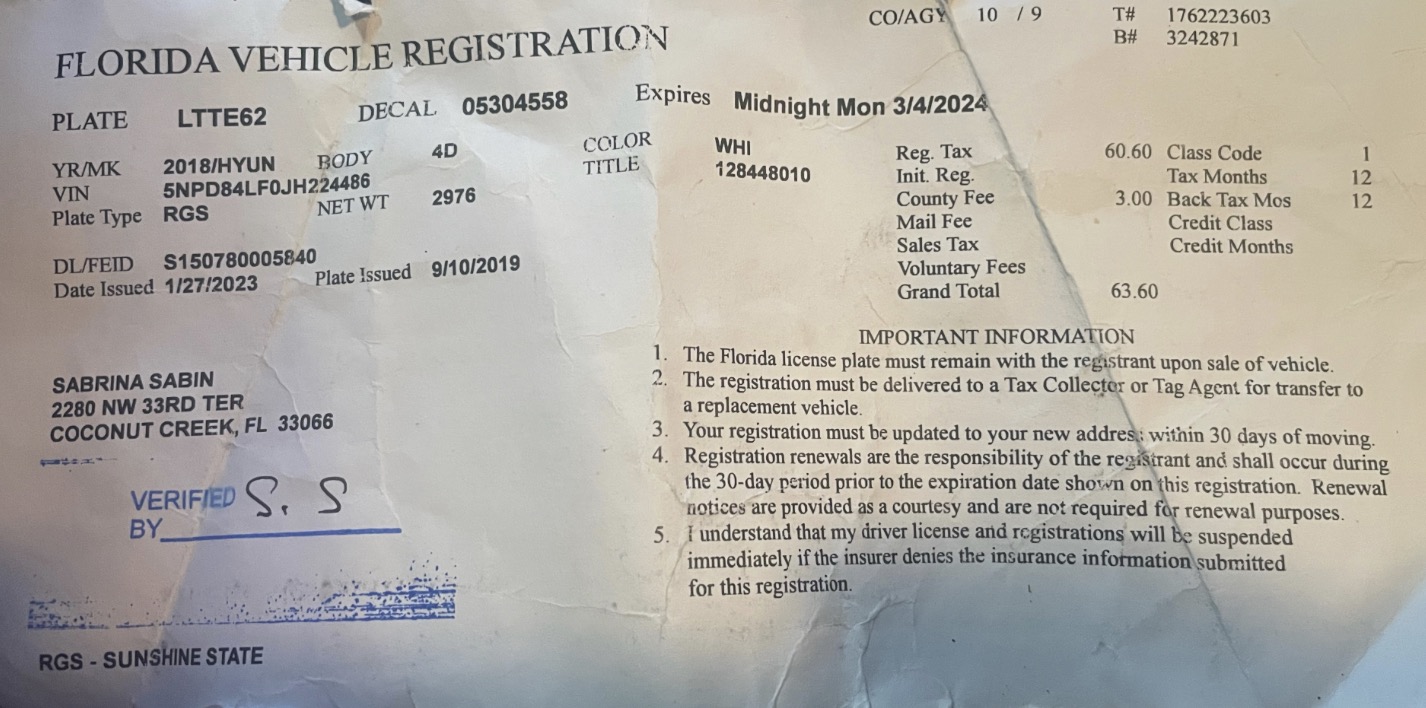 CO/AGY 10 / 9 T# 1762223603
B# 3242871
FLORIDA VEHICLE REGISTRATION
PLATE LTTE62 DECAL 05304558 Expires Midnight Mon 3/4/2024
YR/MK 2018/HYUN BODY 4D COLOR WHI
VIN 5NPD84LF0JH224486 TITLE 128448010
Plate Type RGS NET WT 2976
DL/FEID S150780005840
Date Issued 1/27/2023 Plate Issued 9/10/2019
Reg. Tax 60.60 Class Code 1
Init. Reg. Tax Months 12
County Fee 3.00 Back Tax Mos 12
Mail Fee Credit Class
Sales Tax Credit Months
Voluntary Fees
Grand Total 63.60
SABRINA SABIN
2280 NW 33RD TER
COCONUT CREEK, FL 33066
VERIFIED S. S
BY
RGS - SUNSHINE STATE
IMPORTANT INFORMATION
1. The Florida license plate must remain with the registrant upon sale of vehicle.
2. The registration must be delivered to a Tax Collector or Tag Agent for transfer to
a replacement vehicle.
3. Your registration must be updated to your new address within 30 days of moving.
4. Registration renewals are the responsibility of the registrant and shall occur during
the 30-day period prior to the expiration date shown on this registration. Renewal
notices are provided as a courtesy and are not required for renewal purposes.
5. I understand that my driver license and registrations will be suspended
immediately if the insurer denies the insurance information submitted
for this registration.